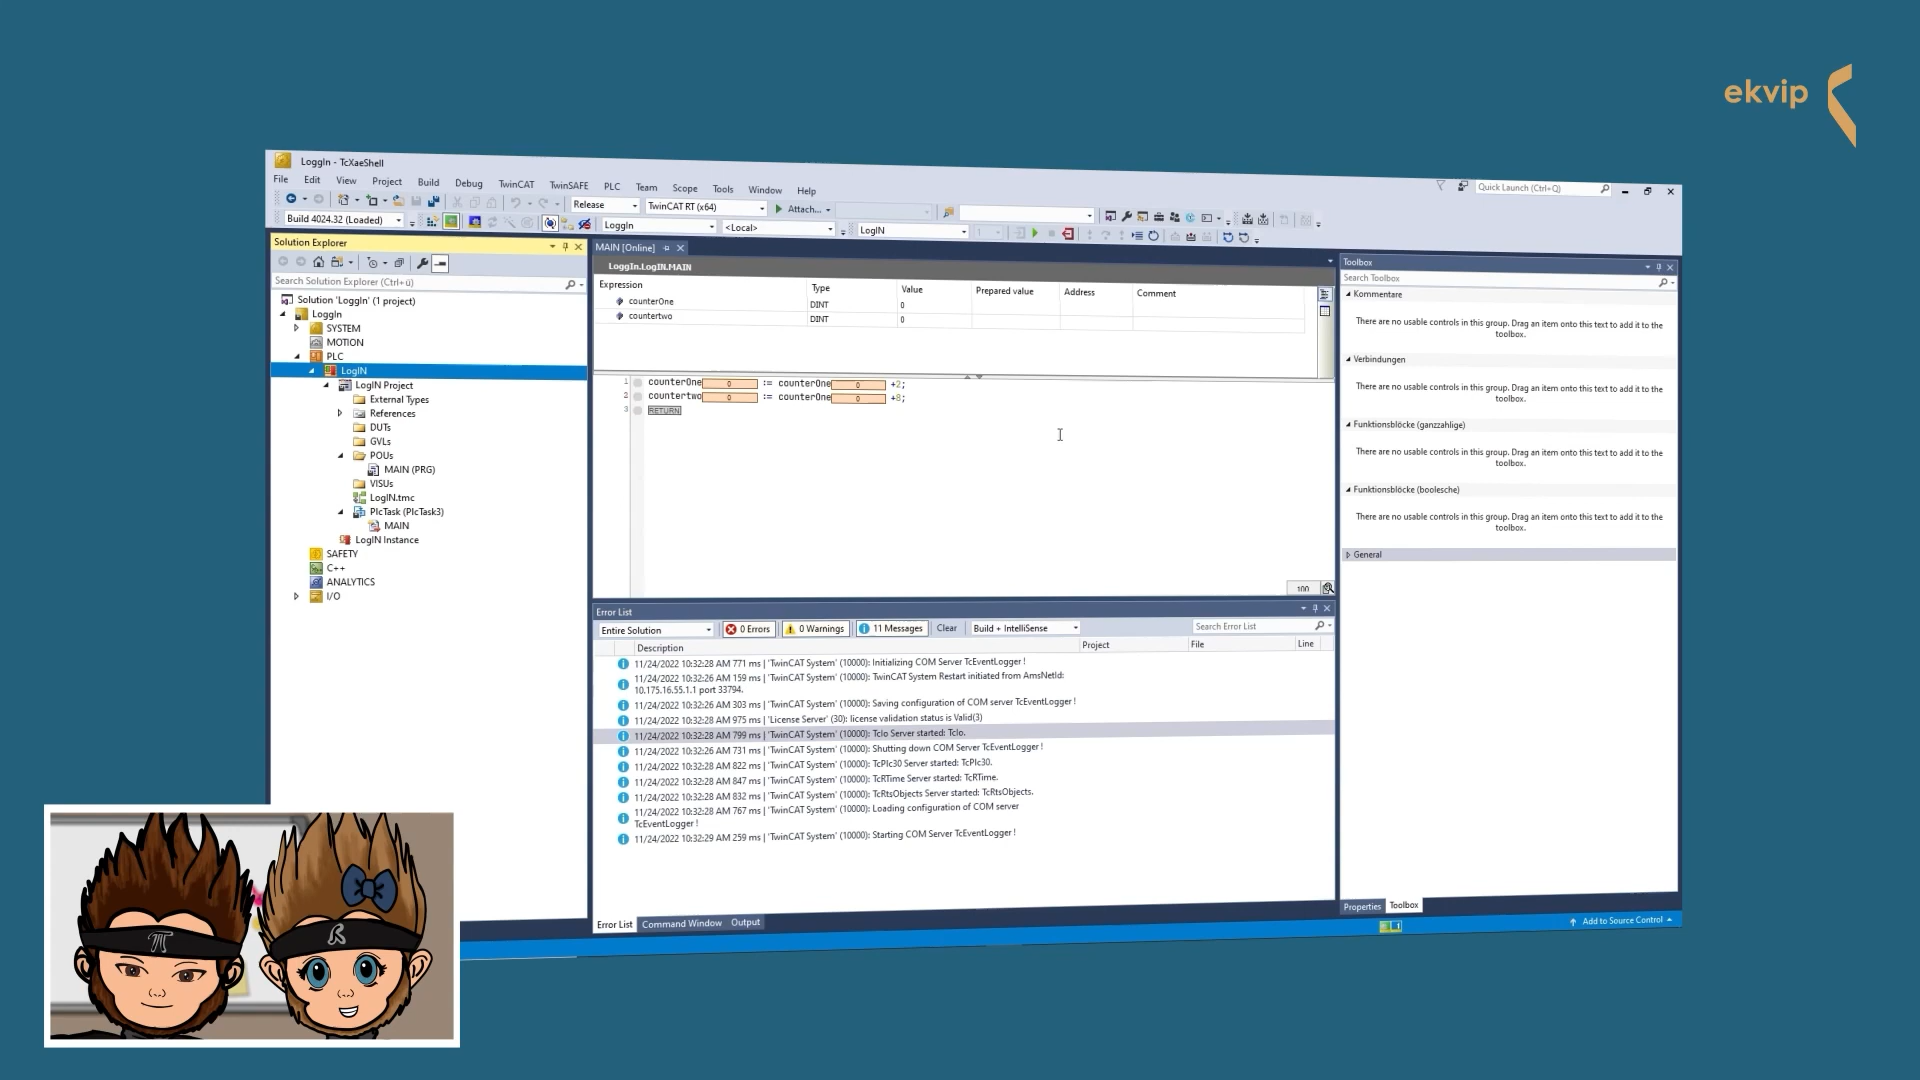 ekvip
LoggIn - TcXaeShell
Quick Launch (Ctrl+Q)
File Edit View Project Build Debug TwinCAT TwinSAFE PLC Team Scope Tools Window Help
Release TwinCAT RT (x64) Attach...
Build 4024.32 (Loaded) LoggIn <Local> LogIN
Solution Explorer
Search Solution Explorer (Ctrl+ü)
Solution 'LoggIn' (1 project)
LoggIn
SYSTEM
MOTION
PLC
LogIN
LogIN Project
External Types
References
DUTs
GVLs
POUs
MAIN (PRG)
VISUs
LogIN.tmc
PlcTask (PlcTask3)
MAIN
LogIN Instance
SAFETY
C++
ANALYTICS
I/O
MAIN [Online]
LoggIn.LogIN.MAIN
Expression Type Value Prepared value Address Comment
counterOne DINT 0
countertwo DINT 0
1 counterOne 0 := counterOne 0 +2;
2 countertwo 0 := counterOne 0 +8;
3 RETURN
100
Error List
Entire Solution 0 Errors 0 Warnings 11 Messages Clear Build + IntelliSense Search Error List
Description Project File Line
11/24/2022 10:32:28 AM 771 ms | 'TwinCAT System' (10000): Initializing COM Server TcEventLogger !
11/24/2022 10:32:26 AM 159 ms | 'TwinCAT System' (10000): TwinCAT System Restart initiated from AmsNetId:
10.175.16.55.1.1 port 33794.
11/24/2022 10:32:26 AM 303 ms | 'TwinCAT System' (10000): Saving configuration of COM server TcEventLogger !
11/24/2022 10:32:28 AM 975 ms | 'License Server' (30): license validation status is Valid(3)
11/24/2022 10:32:28 AM 799 ms | 'TwinCAT System' (10000): TcIo Server started: TcIo.
11/24/2022 10:32:26 AM 731 ms | 'TwinCAT System' (10000): Shutting down COM Server TcEventLogger !
11/24/2022 10:32:28 AM 822 ms | 'TwinCAT System' (10000): TcPlc30 Server started: TcPlc30.
11/24/2022 10:32:28 AM 847 ms | 'TwinCAT System' (10000): TcRTime Server started: TcRTime.
11/24/2022 10:32:28 AM 832 ms | 'TwinCAT System' (10000): TcRtsObjects Server started: TcRtsObjects.
11/24/2022 10:32:28 AM 767 ms | 'TwinCAT System' (10000): Loading configuration of COM server
TcEventLogger !
11/24/2022 10:32:29 AM 259 ms | 'TwinCAT System' (10000): Starting COM Server TcEventLogger !
Error List Command Window Output
Toolbox
Search Toolbox
Kommentare
There are no usable controls in this group. Drag an item onto this text to add it to the
toolbox.
Verbindungen
There are no usable controls in this group. Drag an item onto this text to add it to the
toolbox.
Funktionsblöcke (ganzzahlige)
There are no usable controls in this group. Drag an item onto this text to add it to the
toolbox.
Funktionsblöcke (boolesche)
There are no usable controls in this group. Drag an item onto this text to add it to the
toolbox.
General
Properties Toolbox
Add to Source Control
π